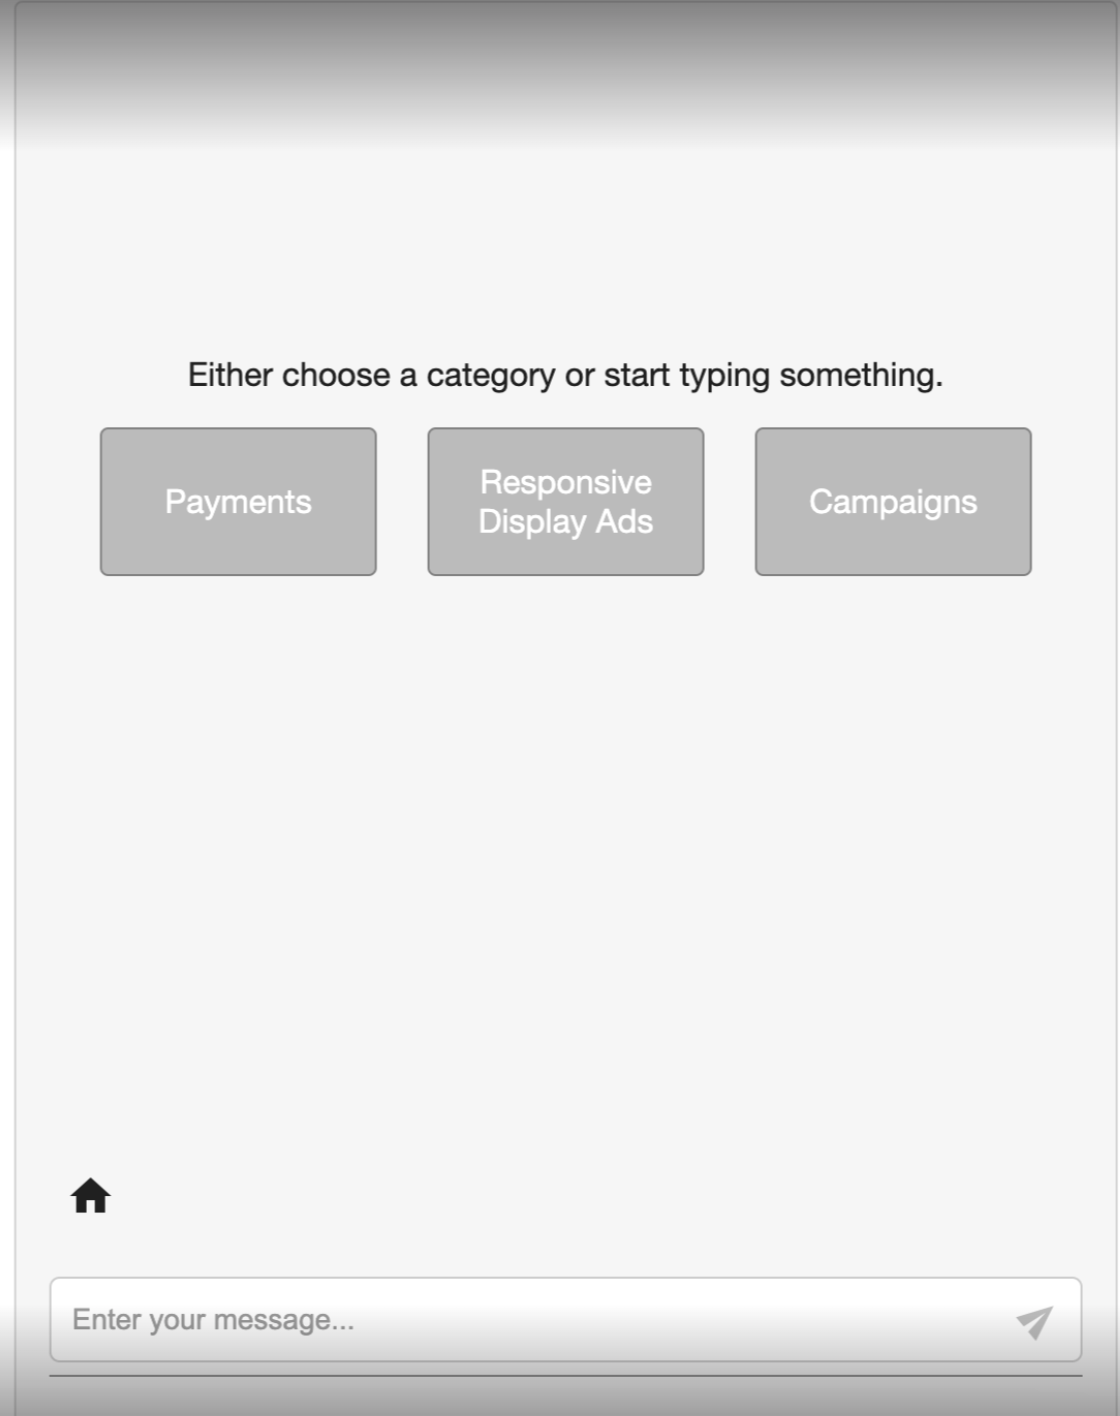 Either choose a category or start typing something.
Payments
Responsive
Display Ads
Campaigns
Enter your message...